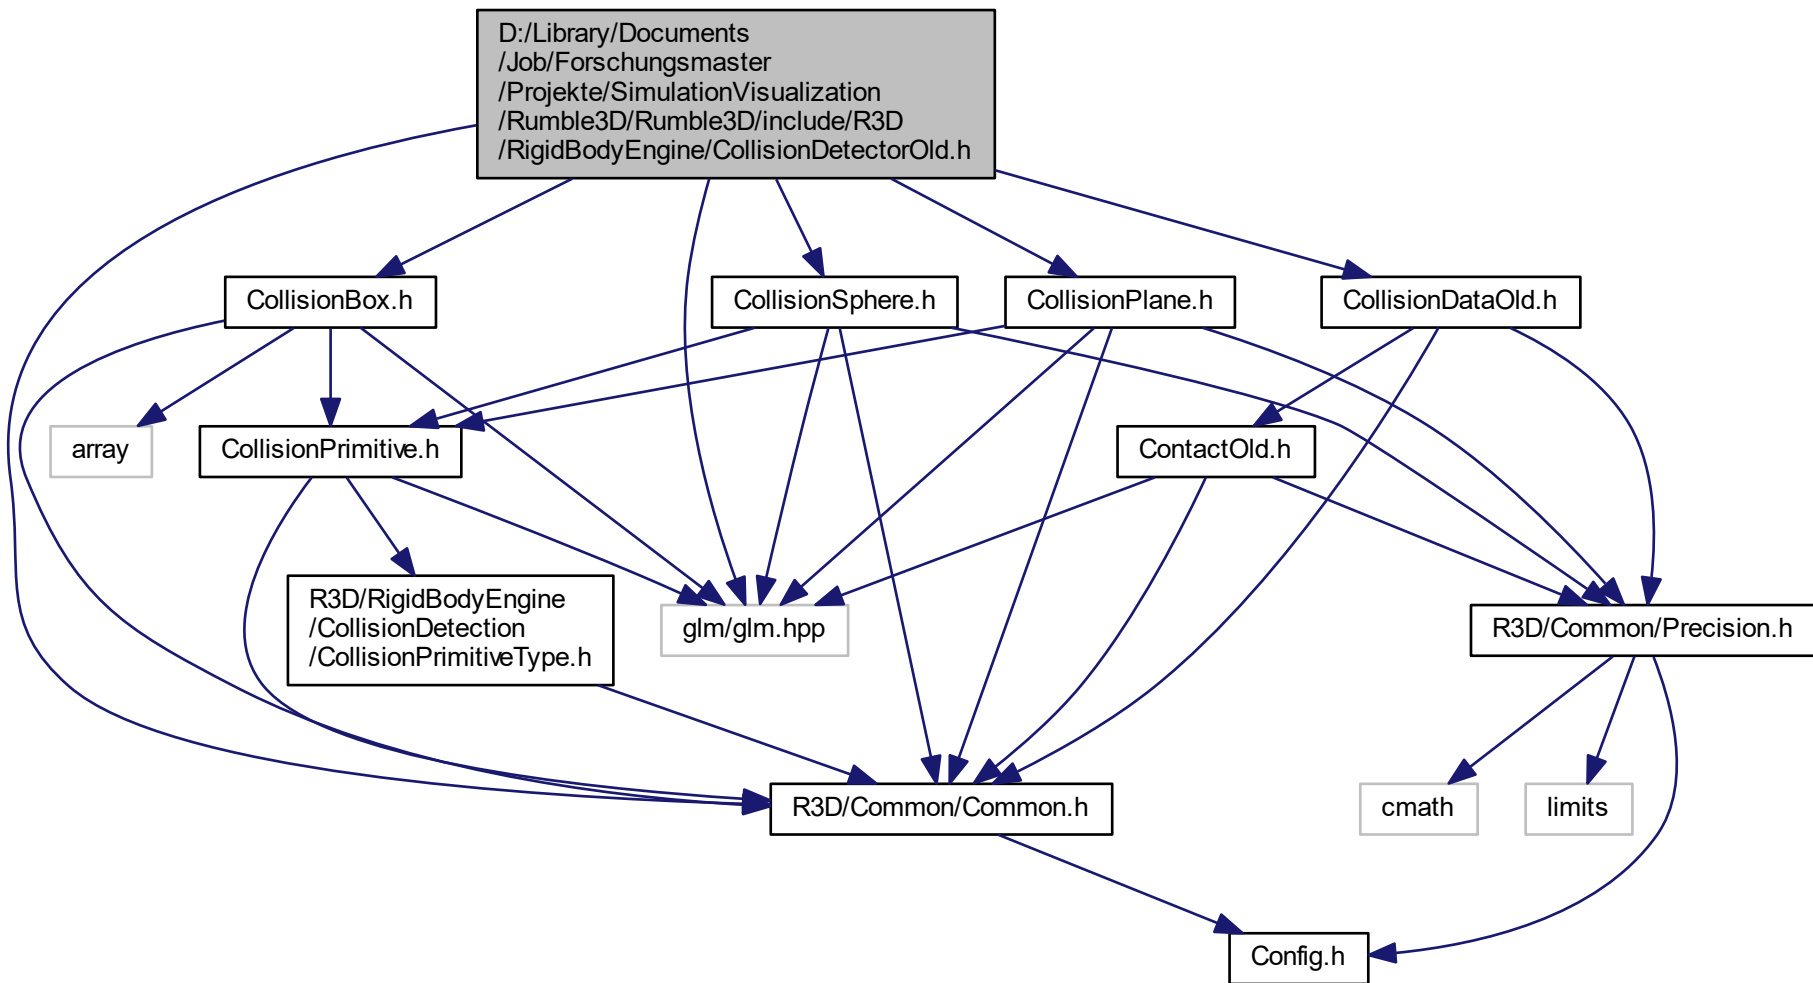 D:/Library/Documents
/Job/Forschungsmaster
/Projekte/SimulationVisualization
/Rumble3D/Rumble3D/include/R3D
/RigidBodyEngine/CollisionDetectorOld.h
CollisionBox.h
CollisionSphere.h
CollisionPlane.h
CollisionDataOld.h
array
CollisionPrimitive.h
ContactOld.h
R3D/RigidBodyEngine
/CollisionDetection
/CollisionPrimitiveType.h
glm/glm.hpp
R3D/Common/Precision.h
R3D/Common/Common.h
cmath
limits
Config.h